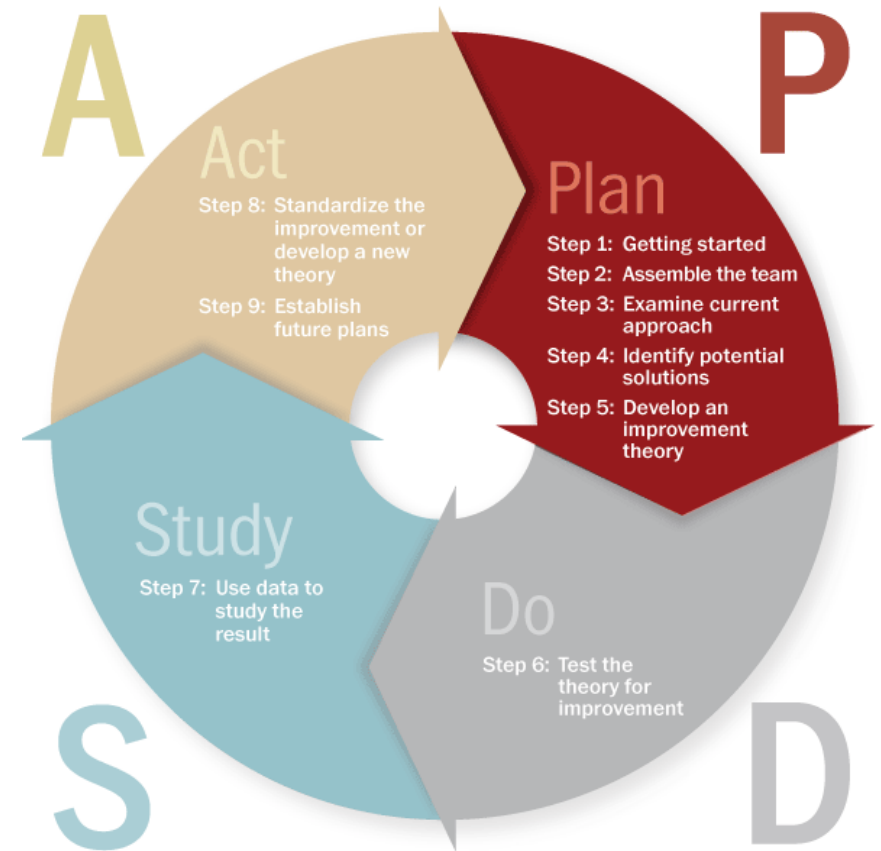 A
P
Act
Step 8: Standardize the
improvement or
develop a new
theory
Step 9: Establish
future plans
Plan
Step 1: Getting started
Step 2: Assemble the team
Step 3: Examine current
approach
Step 4: Identify potential
solutions
Step 5: Develop an
improvement
theory
Study
Step 7: Use data to
study the
result
Do
Step 6: Test the
theory for
improvement
S
D